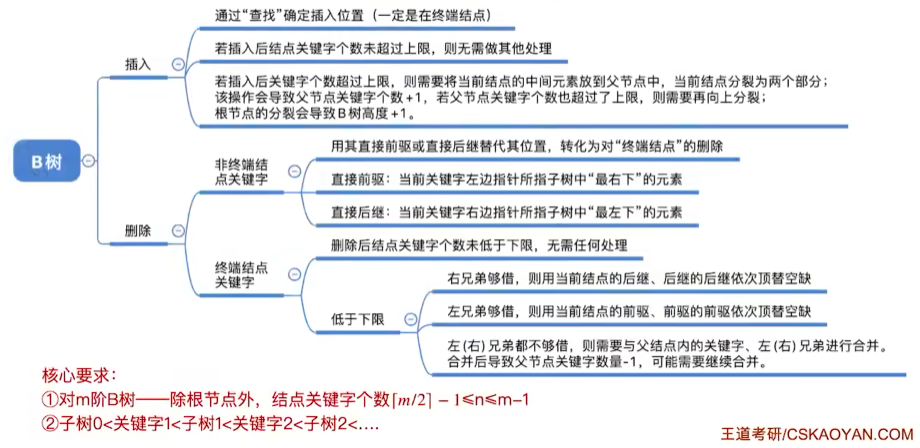 B树
插入
通过“查找”确定插入位置（一定是在终端结点）
若插入后结点关键字个数未超过上限，则无需做其他处理
若插入后关键字个数超过上限，则需要将当前结点的中间元素放到父节点中，当前结点分裂为两个部分；
该操作会导致父节点关键字个数+1，若父节点关键字个数也超过了上限，则需要再向上分裂；
根节点的分裂会导致B树高度+1。
删除
非终端结
点关键字
用其直接前驱或直接后继替代其位置，转化为对“终端结点”的删除
直接前驱：当前关键字左边指针所指子树中“最右下”的元素
直接后继：当前关键字右边指针所指子树中“最左下”的元素
终端结点
关键字
删除后结点关键字个数未低于下限，无需任何处理
低于下限
右兄弟够借，则用当前结点的后继、后继的后继依次顶替空缺
左兄弟够借，则用当前结点的前驱、前驱的前驱依次顶替空缺
左(右)兄弟都不够借，则需要与父结点内的关键字、左(右)兄弟进行合并。
合并后导致父节点关键字数量-1，可能需要继续合并。
核心要求：
①对m阶B树——除根节点外，结点关键字个数⌈m/2⌉−1≤n≤m-1
②子树0<关键字1<子树1<关键字2<子树2<....
王道考研/CSKAOYAN.COM